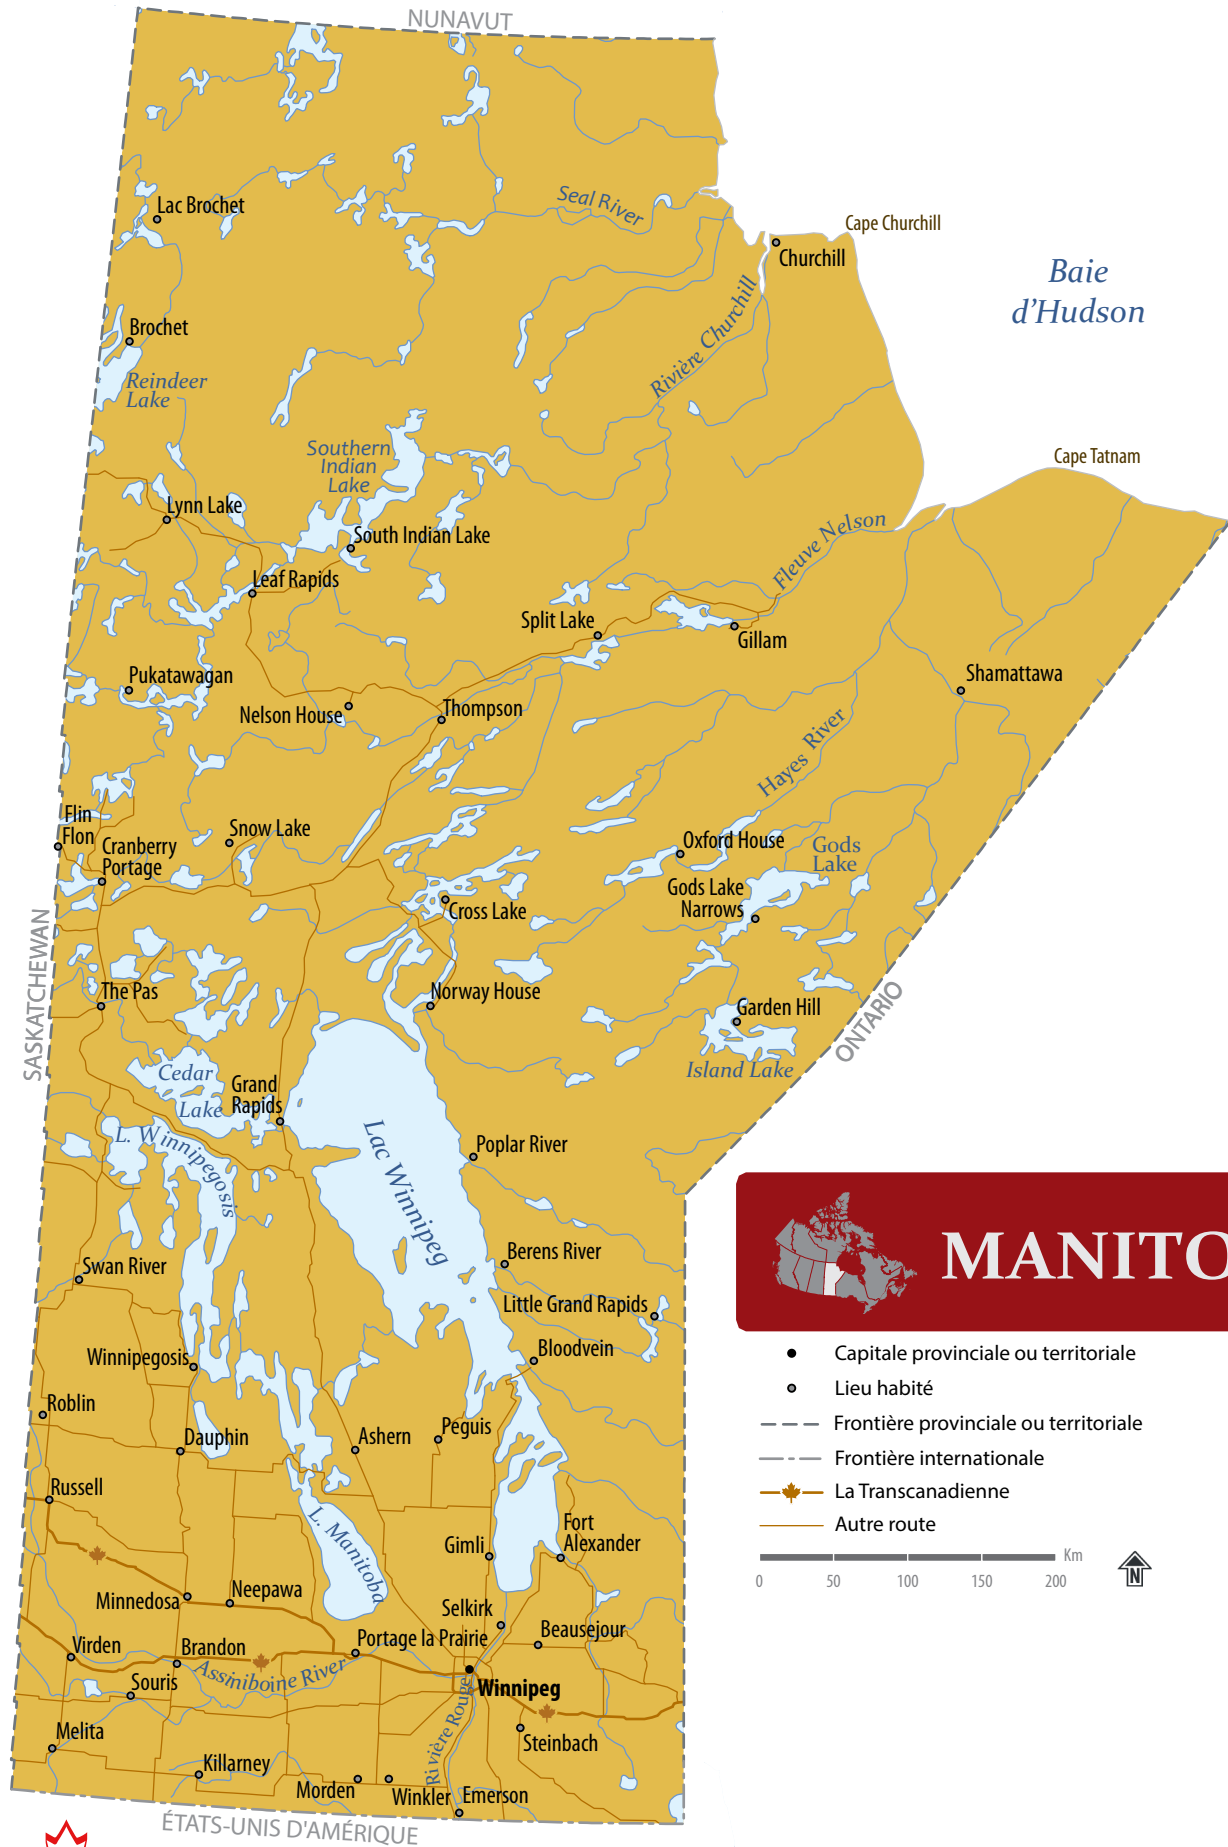 NUNAVUT
Lac Brochet
Seal River
Cape Churchill
Churchill
Baie
d'Hudson
Rivière Churchill
Brochet
Reindeer
Lake
Southern
Indian
Lake
Cape Tatnam
Lynn Lake
South Indian Lake
Fleuve Nelson
Leaf Rapids
Split Lake
Gillam
Pukatawagan
Shamattawa
Nelson House
Thompson
Hayes River
Flin
Flon
Cranberry
Portage
Snow Lake
Oxford House
Gods
Lake
Gods Lake
Narrows
Cross Lake
SASKATCHEWAN
The Pas
Norway House
Garden Hill
ONTARIO
Island Lake
Cedar
Lake
Grand
Rapids
L. Winnipegosis
Lac Winnipeg
Poplar River
MANITO
Swan River
Berens River
Little Grand Rapids
Bloodvein
Winnipegosis
Capitale provinciale ou territoriale
Lieu habité
Frontière provinciale ou territoriale
Frontière internationale
La Transcanadienne
Autre route
Km
0 50 100 150 200
N
Roblin
Dauphin
Ashern
Peguis
Russell
L. Manitoba
Gimli
Fort
Alexander
Minnedosa
Neepawa
Selkirk
Beausejour
Virden
Brandon
Portage la Prairie
Assiniboine River
Winnipeg
Souris
Rivière Rouge
Steinbach
Melita
Killarney
Morden
Winkler
Emerson
ÉTATS-UNIS D'AMÉRIQUE